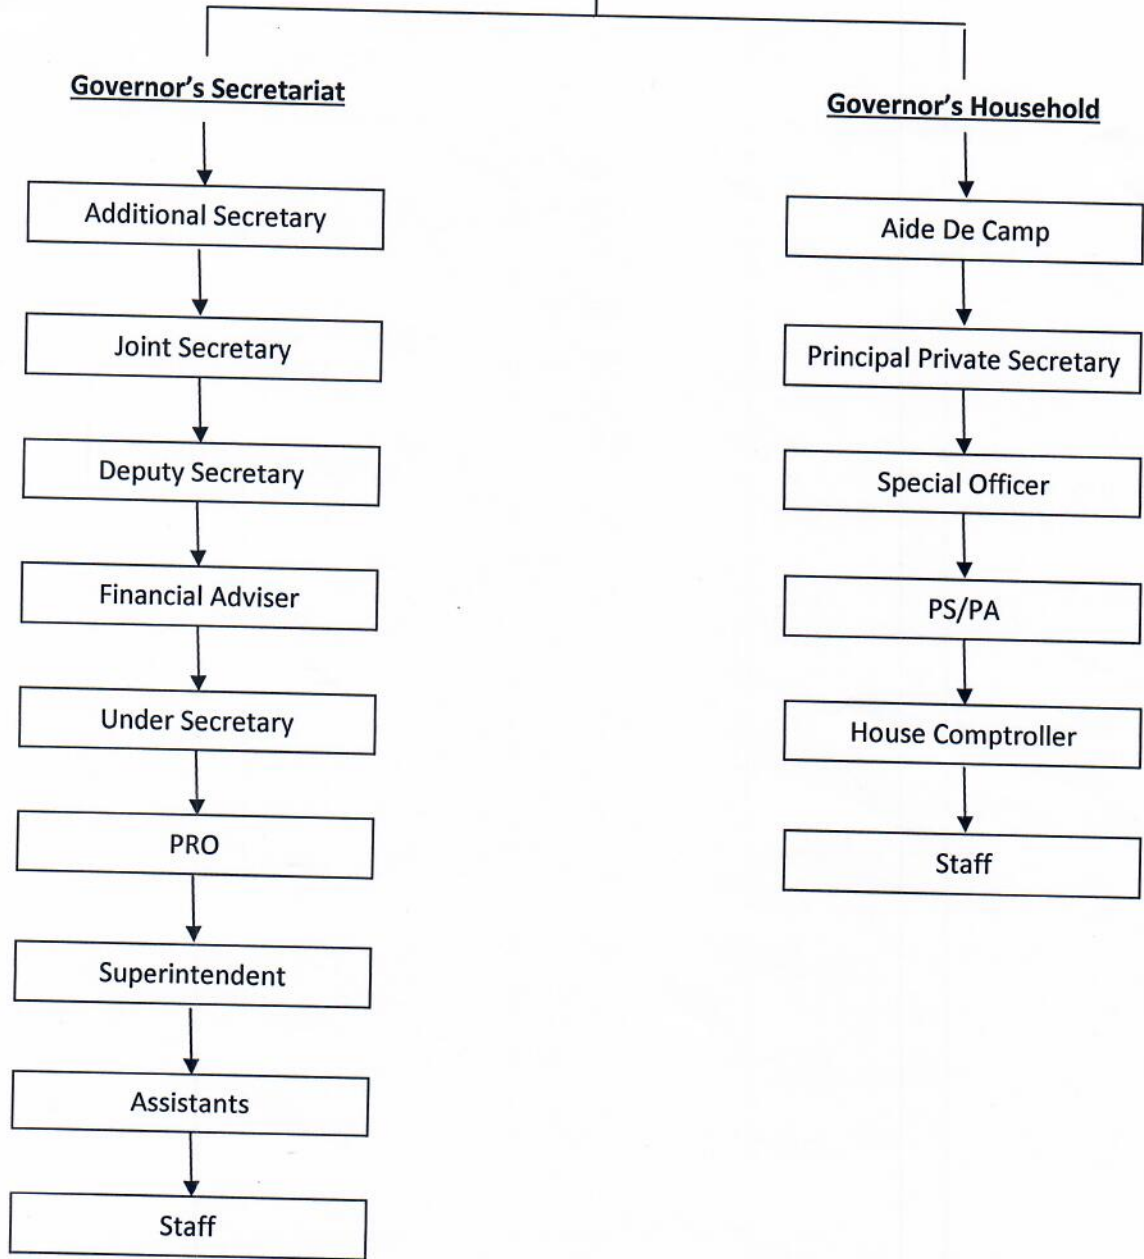 Governor's Secretariat
Additional Secretary
Joint Secretary
Deputy Secretary
Financial Adviser
Under Secretary
PRO
Superintendent
Assistants
Staff
Governor's Household
Aide De Camp
Principal Private Secretary
Special Officer
PS/PA
House Comptroller
Staff